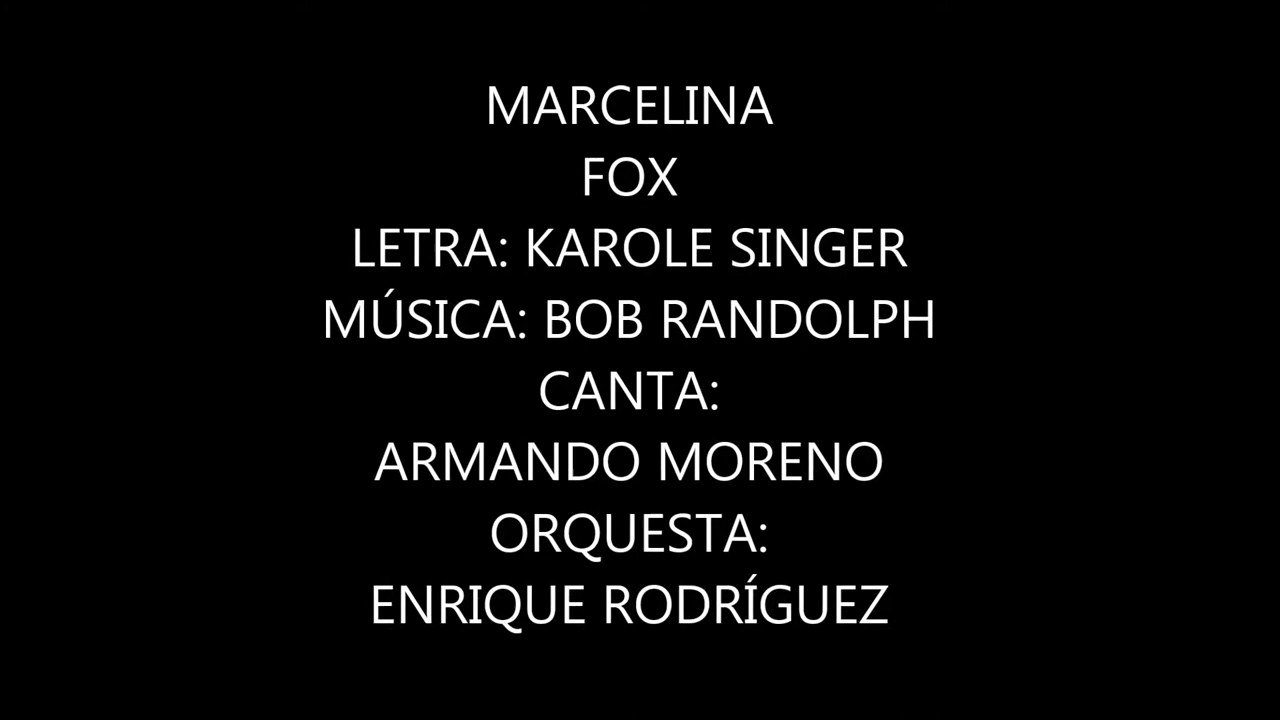 MARCELINA
FOX
LETRA: KAROLE SINGER
MÚSICA: BOB RANDOLPH
CANTA:
ARMANDO MORENO
ORQUESTA:
ENRIQUE RODRÍGUEZ